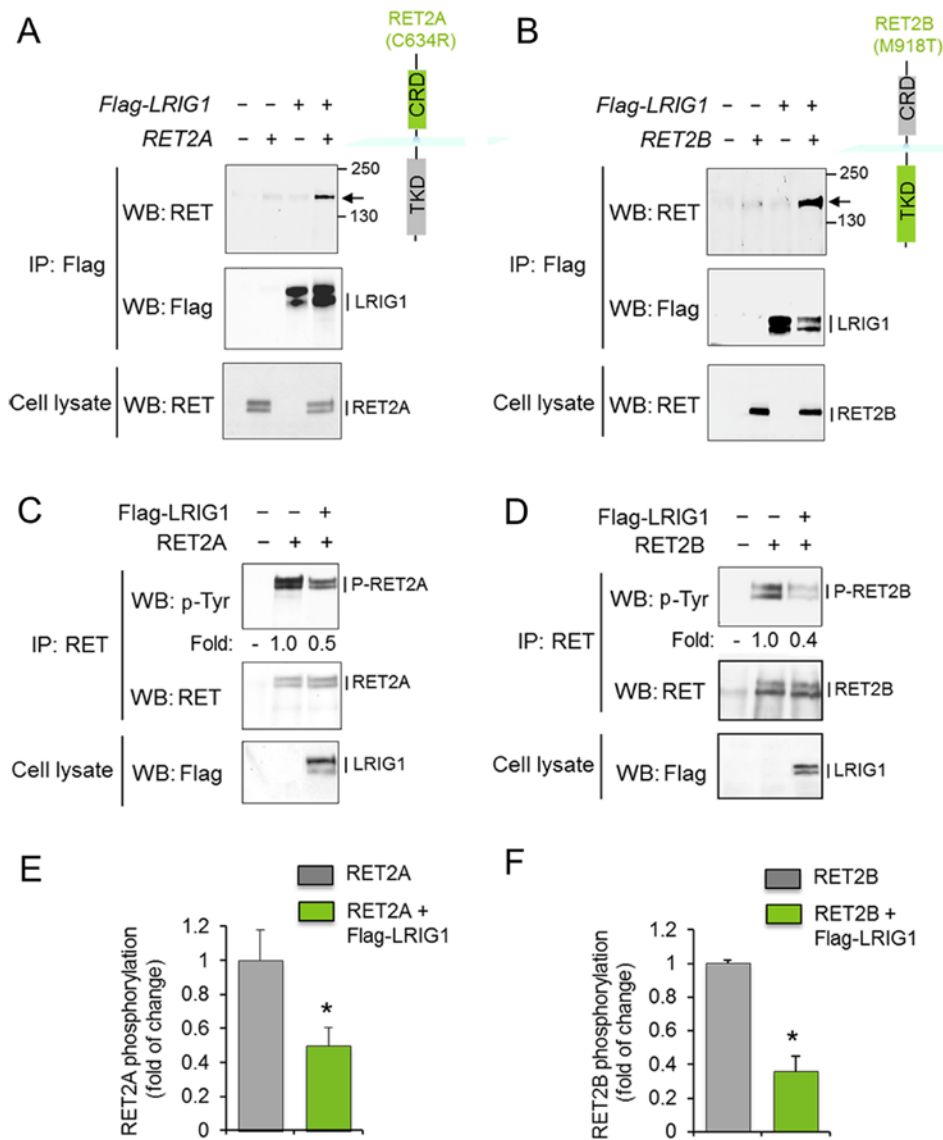 A
RET2A
(C634R)
CRD
TKD
Flag-LRIG1 – – + +
RET2A – + – +
250
130
IP: Flag
WB: RET
WB: Flag
LRIG1
Cell lysate
WB: RET
RET2A
B
RET2B
(M918T)
CRD
TKD
Flag-LRIG1 – – + +
RET2B – + – +
250
130
IP: Flag
WB: RET
WB: Flag
LRIG1
Cell lysate
WB: RET
RET2B
C
Flag-LRIG1 – – +
RET2A – + +
IP: RET
WB: p-Tyr
P-RET2A
Fold: - 1.0 0.5
WB: RET
RET2A
Cell lysate
WB: Flag
LRIG1
D
Flag-LRIG1 – – +
RET2B – + +
IP: RET
WB: p-Tyr
P-RET2B
Fold: - 1.0 0.4
WB: RET
RET2B
Cell lysate
WB: Flag
LRIG1
E
RET2A
RET2A +
Flag-LRIG1
RET2A phosphorylation
(fold of change)
1.2
1
0.8
0.6
0.4
0.2
0
*
F
RET2B
RET2B +
Flag-LRIG1
RET2B phosphorylation
(fold of change)
1.2
1
0.8
0.6
0.4
0.2
0
*